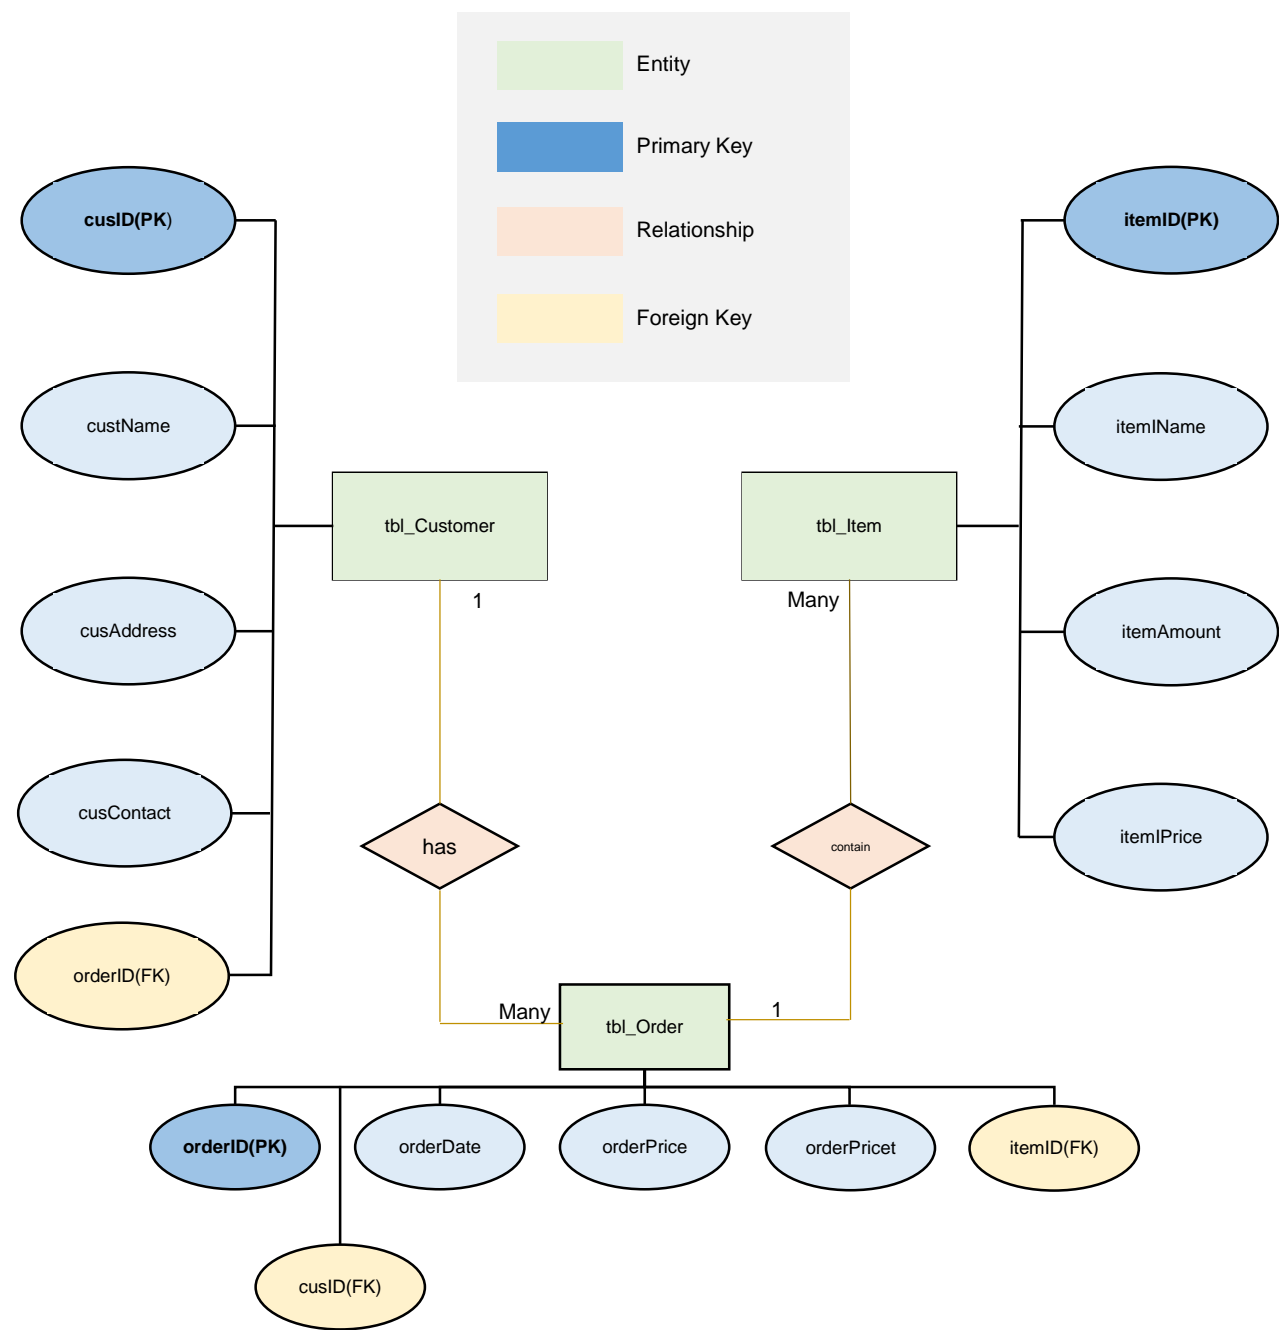 Entity
Primary Key
Relationship
Foreign Key
cusID(PK)
custName
cusAddress
cusContact
orderID(FK)
tbl_Customer
1
has
Many
tbl_Item
Many
contain
1
itemID(PK)
itemIName
itemAmount
itemIPrice
tbl_Order
orderID(PK)
orderDate
orderPrice
orderPricet
itemID(FK)
cusID(FK)